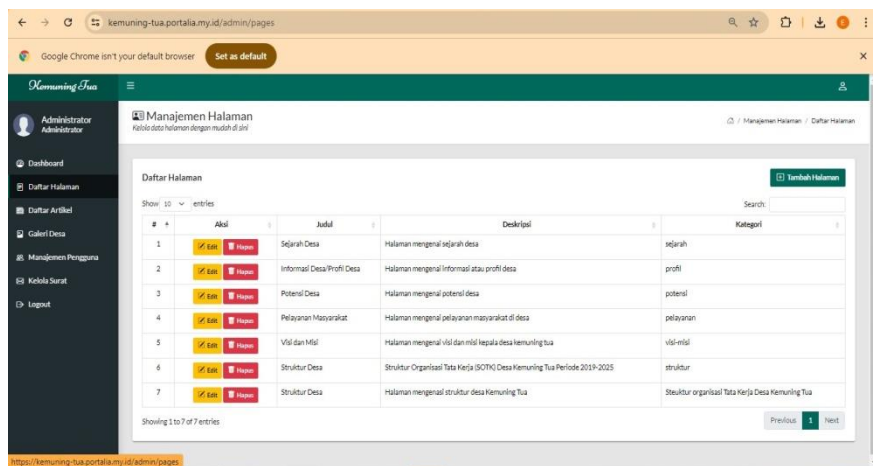 kemuning-tua.portalia.my.id/admin/pages
Google Chrome isn't your default browser Set as default
Kemuning Tua
Administrator
Administrator
Manajemen Halaman
Kelola data halaman dengan mudah di sini
/ Manajemen Halaman / Daftar Halaman
Dashboard
Daftar Halaman
Daftar Artikel
Galeri Desa
Manajemen Pengguna
Kelola Surat
Logout
Daftar Halaman
Tambah Halaman
Show 10 entries
Search:
# Aksi Judul Deskripsi Kategori
1 Edit Hapus Sejarah Desa Halaman mengenai sejarah desa sejarah
2 Edit Hapus Informasi Desa/Profil Desa Halaman mengenai informasi atau profil desa profil
3 Edit Hapus Potensi Desa Halaman mengenai potensi desa potensi
4 Edit Hapus Pelayanan Masyarakat Halaman mengenai pelayanan masyarakat di desa pelayanan
5 Edit Hapus Visi dan Misi Halaman mengenai visi dan misi kepala desa kemuning tua visi-misi
6 Edit Hapus Struktur Desa Struktur Organisasi Tata Kerja (SOTK) Desa Kemuning Tua Periode 2019-2025 struktur
7 Edit Hapus Struktur Desa Halaman mengenasi struktur desa Kemuning Tua Steuktur organisasi Tata Kerja Desa Kemuning Tua
Showing 1 to 7 of 7 entries
Previous 1 Next
https://kemuning-tua.portalia.my.id/admin/pages